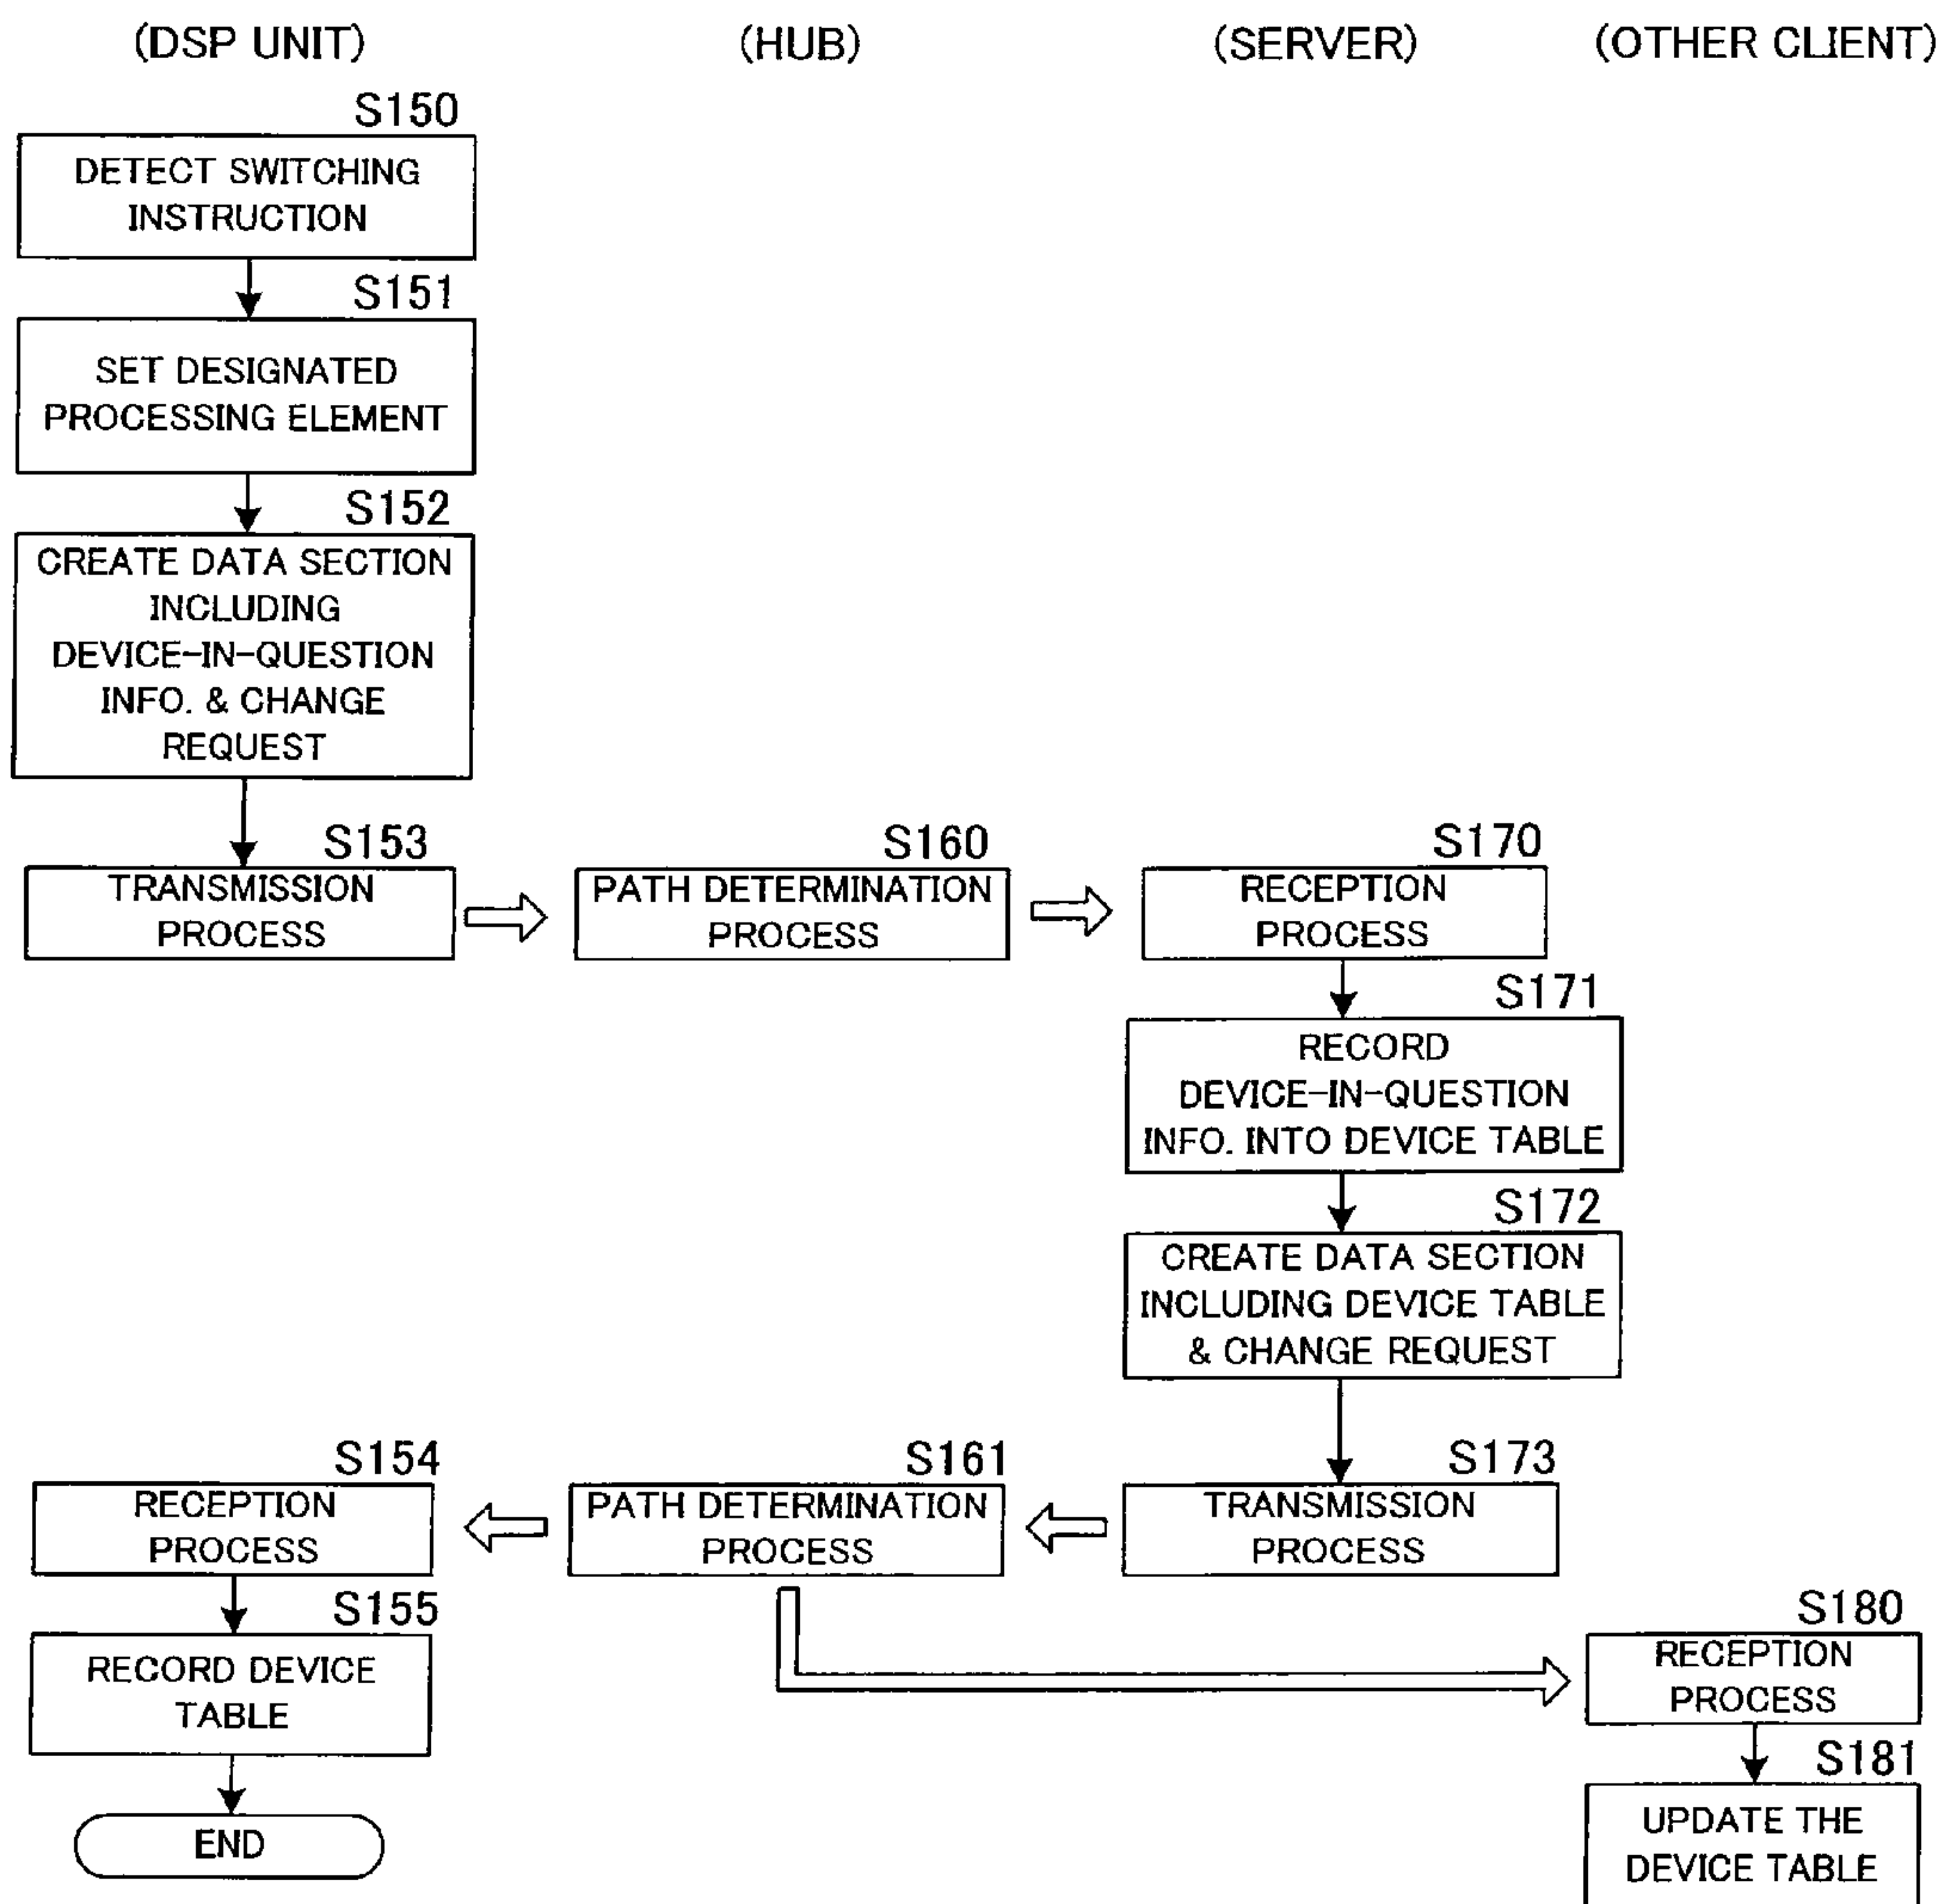 (DSP UNIT)
(HUB)
(SERVER)
(OTHER CLIENT)
S150
DETECT SWITCHING
INSTRUCTION
S151
SET DESIGNATED
PROCESSING ELEMENT
S152
CREATE DATA SECTION
INCLUDING
DEVICE-IN-QUESTION
INFO. & CHANGE
REQUEST
S153
TRANSMISSION
PROCESS
S160
PATH DETERMINATION
PROCESS
S170
RECEPTION
PROCESS
S171
RECORD
DEVICE-IN-QUESTION
INFO. INTO DEVICE TABLE
S172
CREATE DATA SECTION
INCLUDING DEVICE TABLE
& CHANGE REQUEST
S173
TRANSMISSION
PROCESS
S161
PATH DETERMINATION
PROCESS
S154
RECEPTION
PROCESS
S155
RECORD DEVICE
TABLE
END
S180
RECEPTION
PROCESS
S181
UPDATE THE
DEVICE TABLE